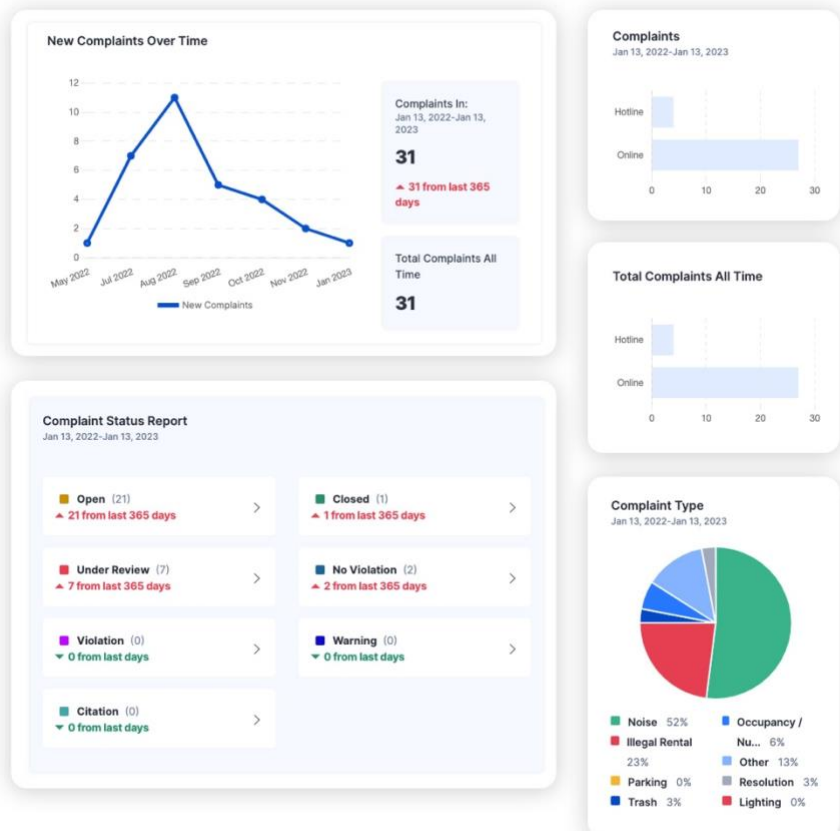 New Complaints Over Time
12
10
8
6
4
2
0
May 2022
Jul 2022
Aug 2022
Sep 2022
Oct 2022
Nov 2022
Jan 2023
New Complaints
Complaints In:
Jan 13, 2022-Jan 13,
2023
31
31 from last 365
days
Total Complaints All
Time
31
Complaints
Jan 13, 2022-Jan 13, 2023
Hotline
Online
0
10
20
30
Total Complaints All Time
Hotline
Online
0
10
20
30
Complaint Status Report
Jan 13, 2022-Jan 13, 2023
Open (21)
21 from last 365 days
Closed (1)
1 from last 365 days
Under Review (7)
7 from last 365 days
No Violation (2)
2 from last 365 days
Violation (0)
0 from last days
Warning (0)
0 from last days
Citation (0)
0 from last days
Complaint Type
Jan 13, 2022-Jan 13, 2023
Noise 52%
Illegal Rental
23%
Parking 0%
Trash 3%
Occupancy /
Nu... 6%
Other 13%
Resolution 3%
Lighting 0%